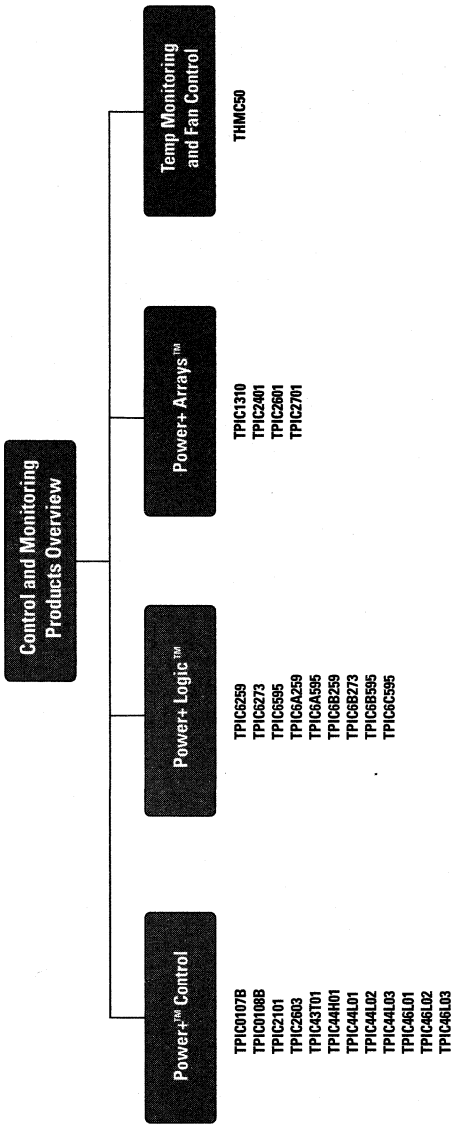 Control and Monitoring
Products Overview
Power+™ Control
TPIC0107B
TPIC0108B
TPIC2101
TPIC2603
TPIC43T01
TPIC44H01
TPIC44L01
TPIC44L02
TPIC44L03
TPIC46L01
TPIC46L02
TPIC46L03
Power+ Logic™
TPIC6259
TPIC6273
TPIC6595
TPIC6A259
TPIC6A595
TPIC6B259
TPIC6B273
TPIC6B595
TPIC6C595
Power+ Arrays™
TPIC1310
TPIC2401
TPIC2601
TPIC2701
Temp Monitoring
and Fan Control
THMC50